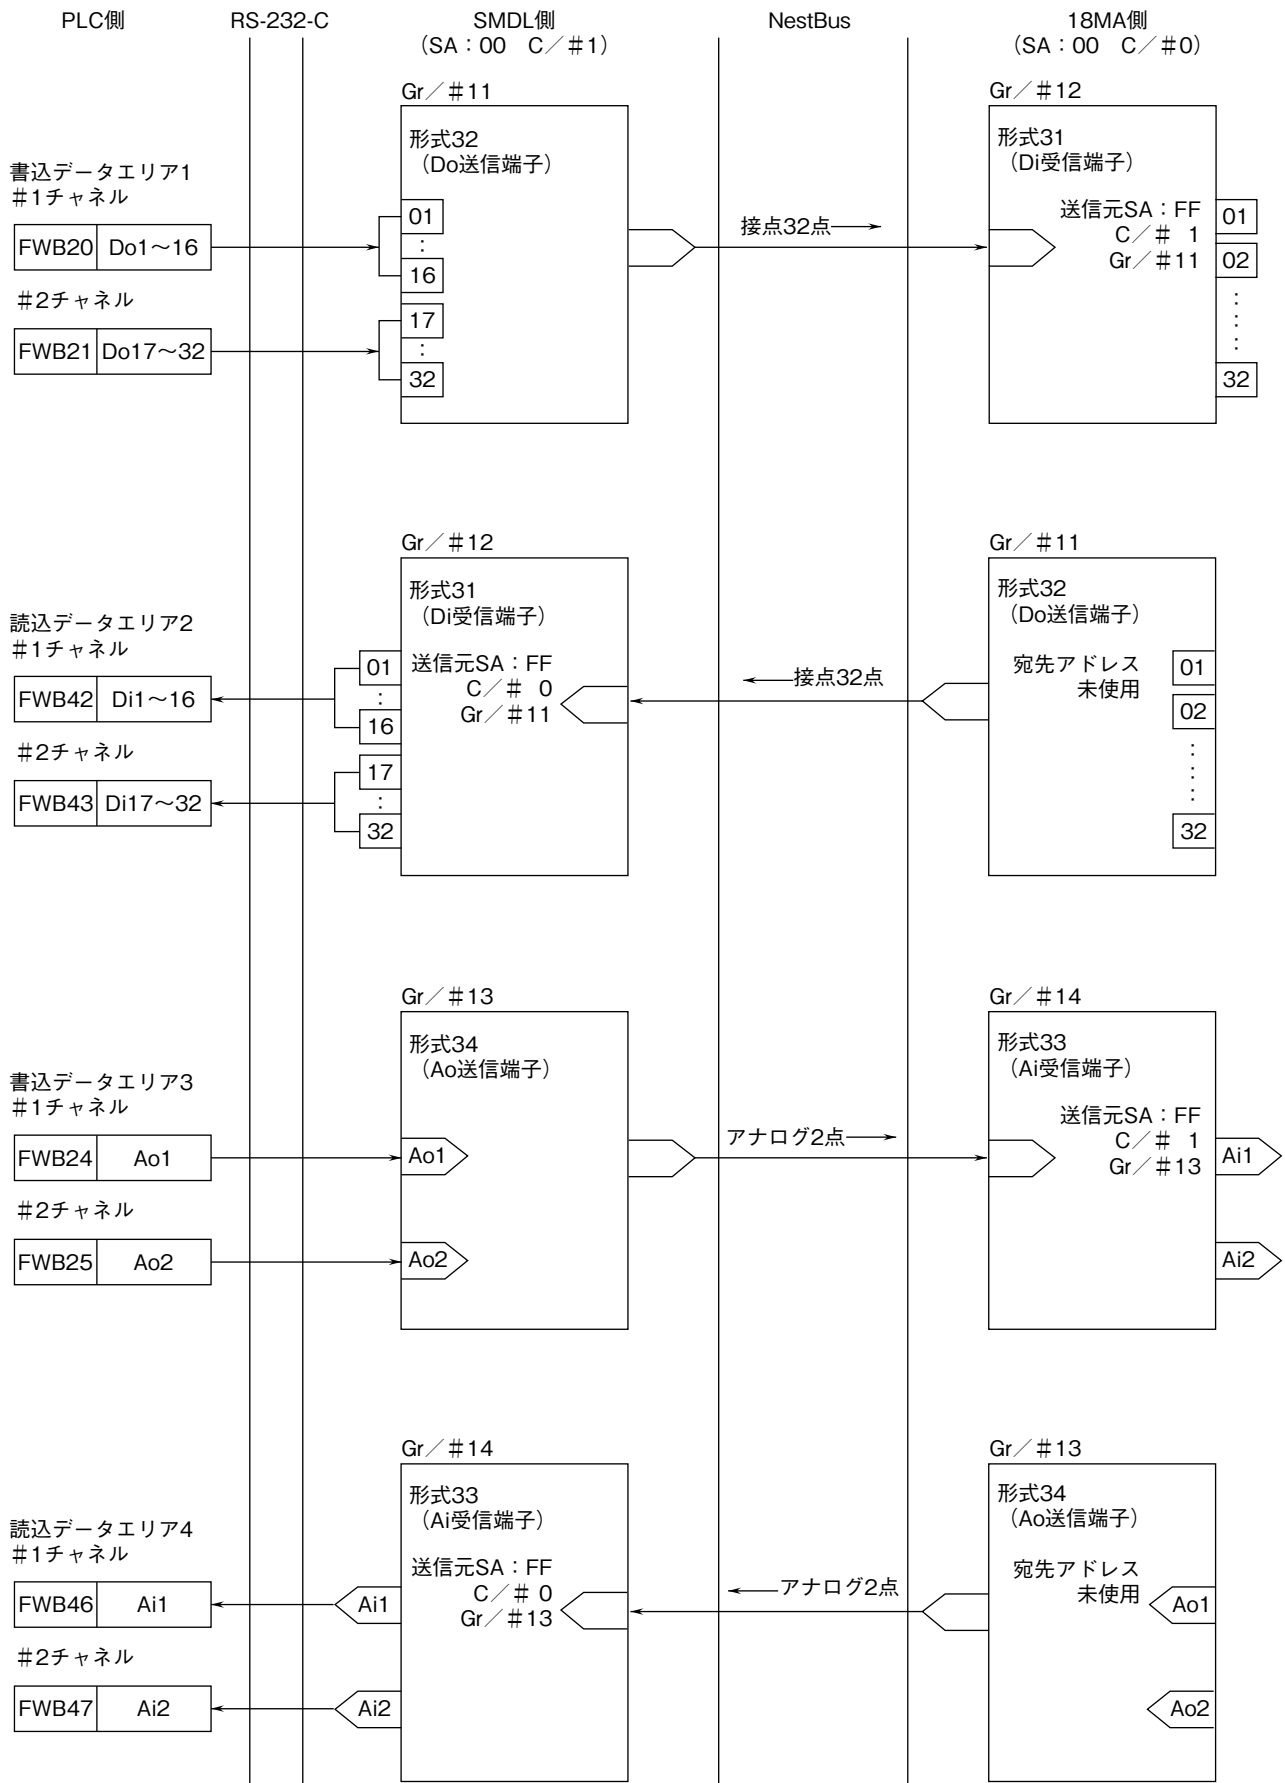 PLC側
RS-232-C
SMDL側
（SA：00　C／＃1）
NestBus
18MA側
（SA：00　C／＃0）
Gr／＃11
形式32
（Do送信端子）
書込データエリア1
＃1チャネル
FWB20 Do1～16
＃2チャネル
FWB21 Do17～32
01
：
16
17
：
32
接点32点
Gr／＃12
形式31
（Di受信端子）
送信元SA：FF
C／＃ 1
Gr／＃11
01
02
：
：
32
Gr／＃12
形式31
（Di受信端子）
読込データエリア2
＃1チャネル
FWB42 Di1～16
＃2チャネル
FWB43 Di17～32
送信元SA：FF
C／＃ 0
Gr／＃11
01
：
16
17
：
32
接点32点
Gr／＃11
形式32
（Do送信端子）
宛先アドレス
未使用
01
02
：
：
32
Gr／＃13
形式34
（Ao送信端子）
書込データエリア3
＃1チャネル
FWB24 Ao1
＃2チャネル
FWB25 Ao2
Ao1
Ao2
アナログ2点
Gr／＃14
形式33
（Ai受信端子）
送信元SA：FF
C／＃ 1
Gr／＃13
Ai1
Ai2
Gr／＃14
形式33
（Ai受信端子）
読込データエリア4
＃1チャネル
FWB46 Ai1
＃2チャネル
FWB47 Ai2
送信元SA：FF
C／＃ 0
Gr／＃13
Ai1
Ai2
アナログ2点
Gr／＃13
形式34
（Ao送信端子）
宛先アドレス
未使用
Ao1
Ao2